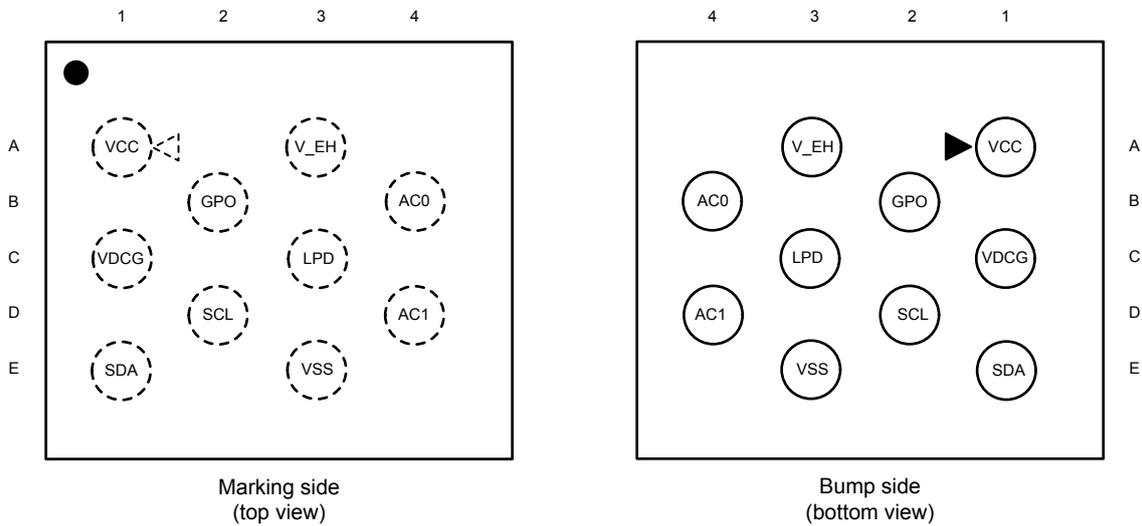 1 2 3 4
A VCC V_EH
B GPO AC0
C VDCG LPD
D SCL AC1
E SDA VSS
Marking side
(top view)
4 3 2 1
V_EH VCC A
AC0 GPO B
LPD VDCG C
AC1 SCL D
VSS SDA E
Bump side
(bottom view)